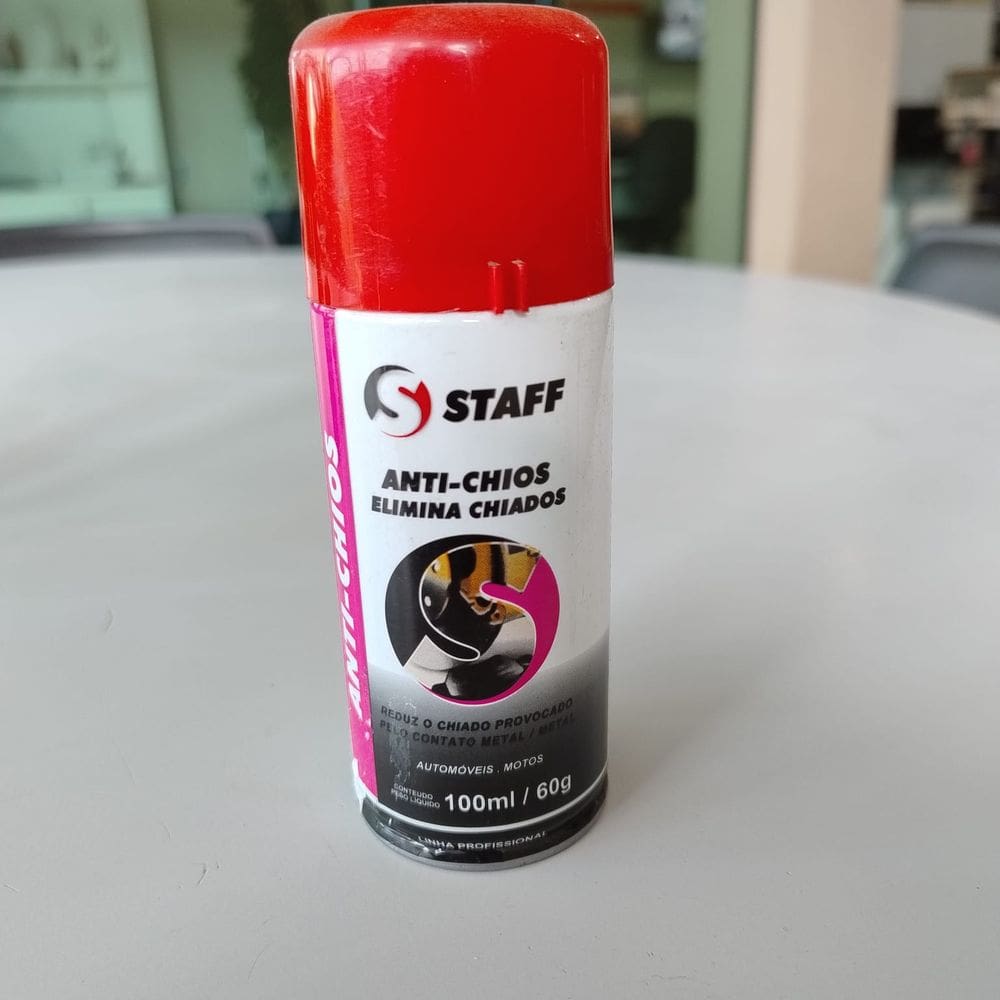 STAFF
ANTI-CHIOS
ELIMINA CHIADOS
ANTI-CHIOS
REDUZ O CHIADO PROVOCADO
PELO CONTATO METAL / METAL
AUTOMÓVEIS . MOTOS
CONTEUDO
PESO LIQUIDO
100ml / 60g
LINHA PROFISSIONAL